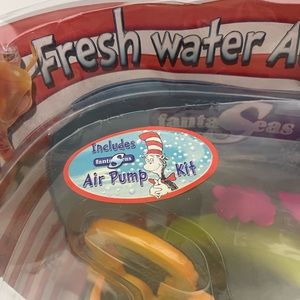 Fresh water A
fantaSeas
Includes
fantaSeas
Air Pump Kit